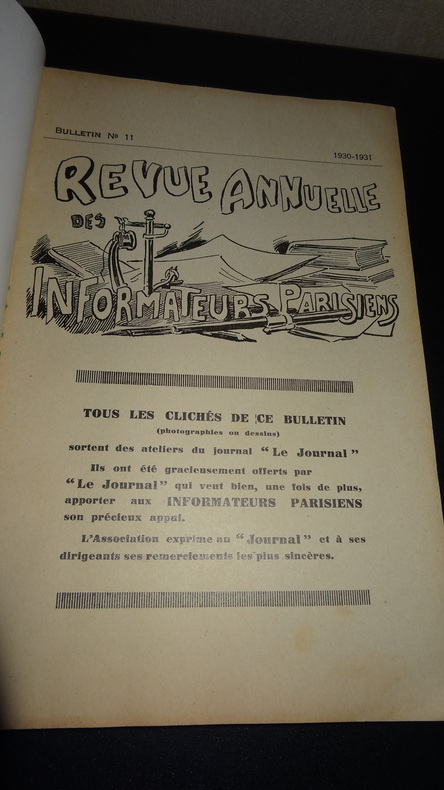 BULLETIN No 11
1930-1931
REVUE ANNUELLE
DES
INFORMATEURS PARISIENS
TOUS LES CLICHÉS DE CE BULLETIN
(photographies ou dessins)
sortent des ateliers du journal “ Le Journal ”
Ils ont été gracieusement offerts par
“ Le Journal ” qui veut bien, une fois de plus,
apporter aux INFORMATEURS PARISIENS
son précieux appui.
L'Association exprime au “ Journal ” et à ses
dirigeants ses remerciements les plus sincères.